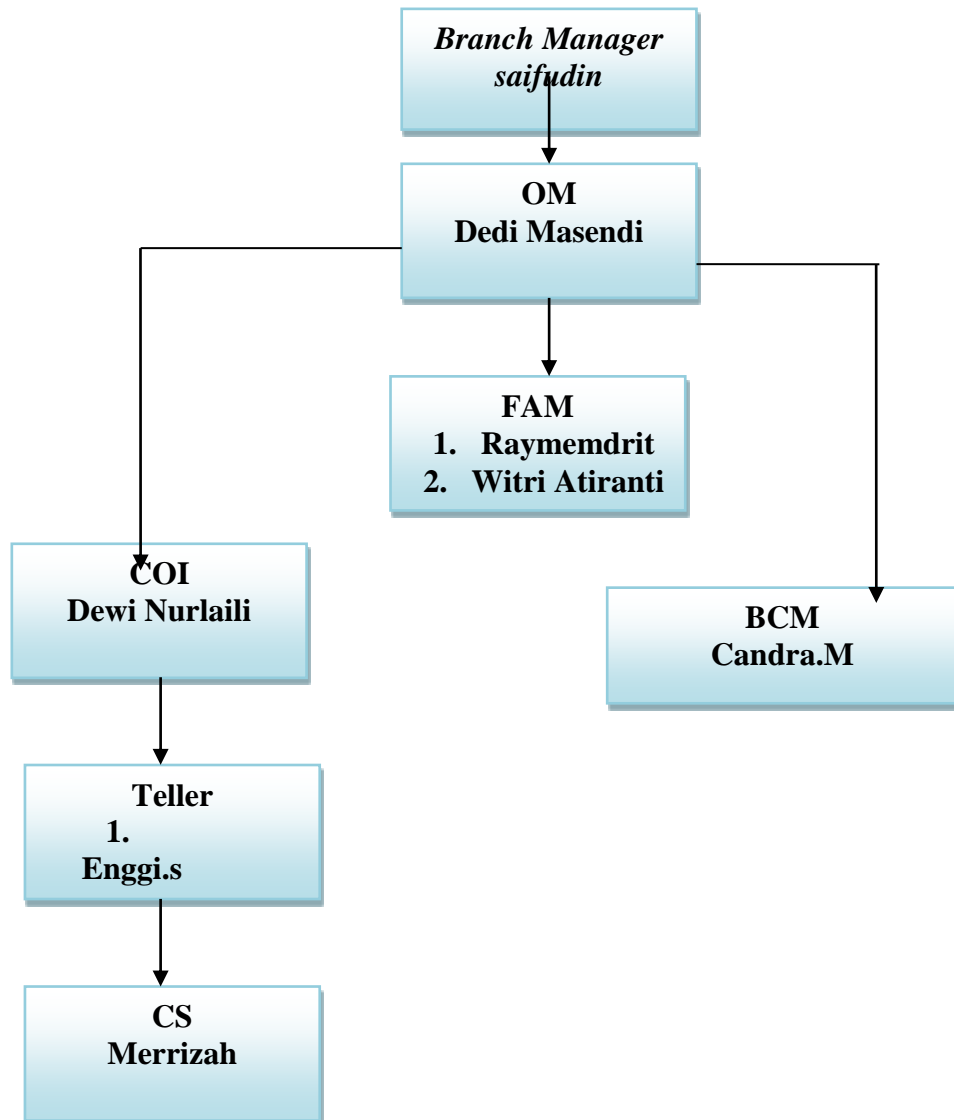 Branch Manager
saifudin
OM
Dedi Masendi
FAM
1. Raymemdrit
2. Witri Atiranti
COI
Dewi Nurlaili
BCM
Candra.M
Teller
1.
Enggi.s
CS
Merrizah